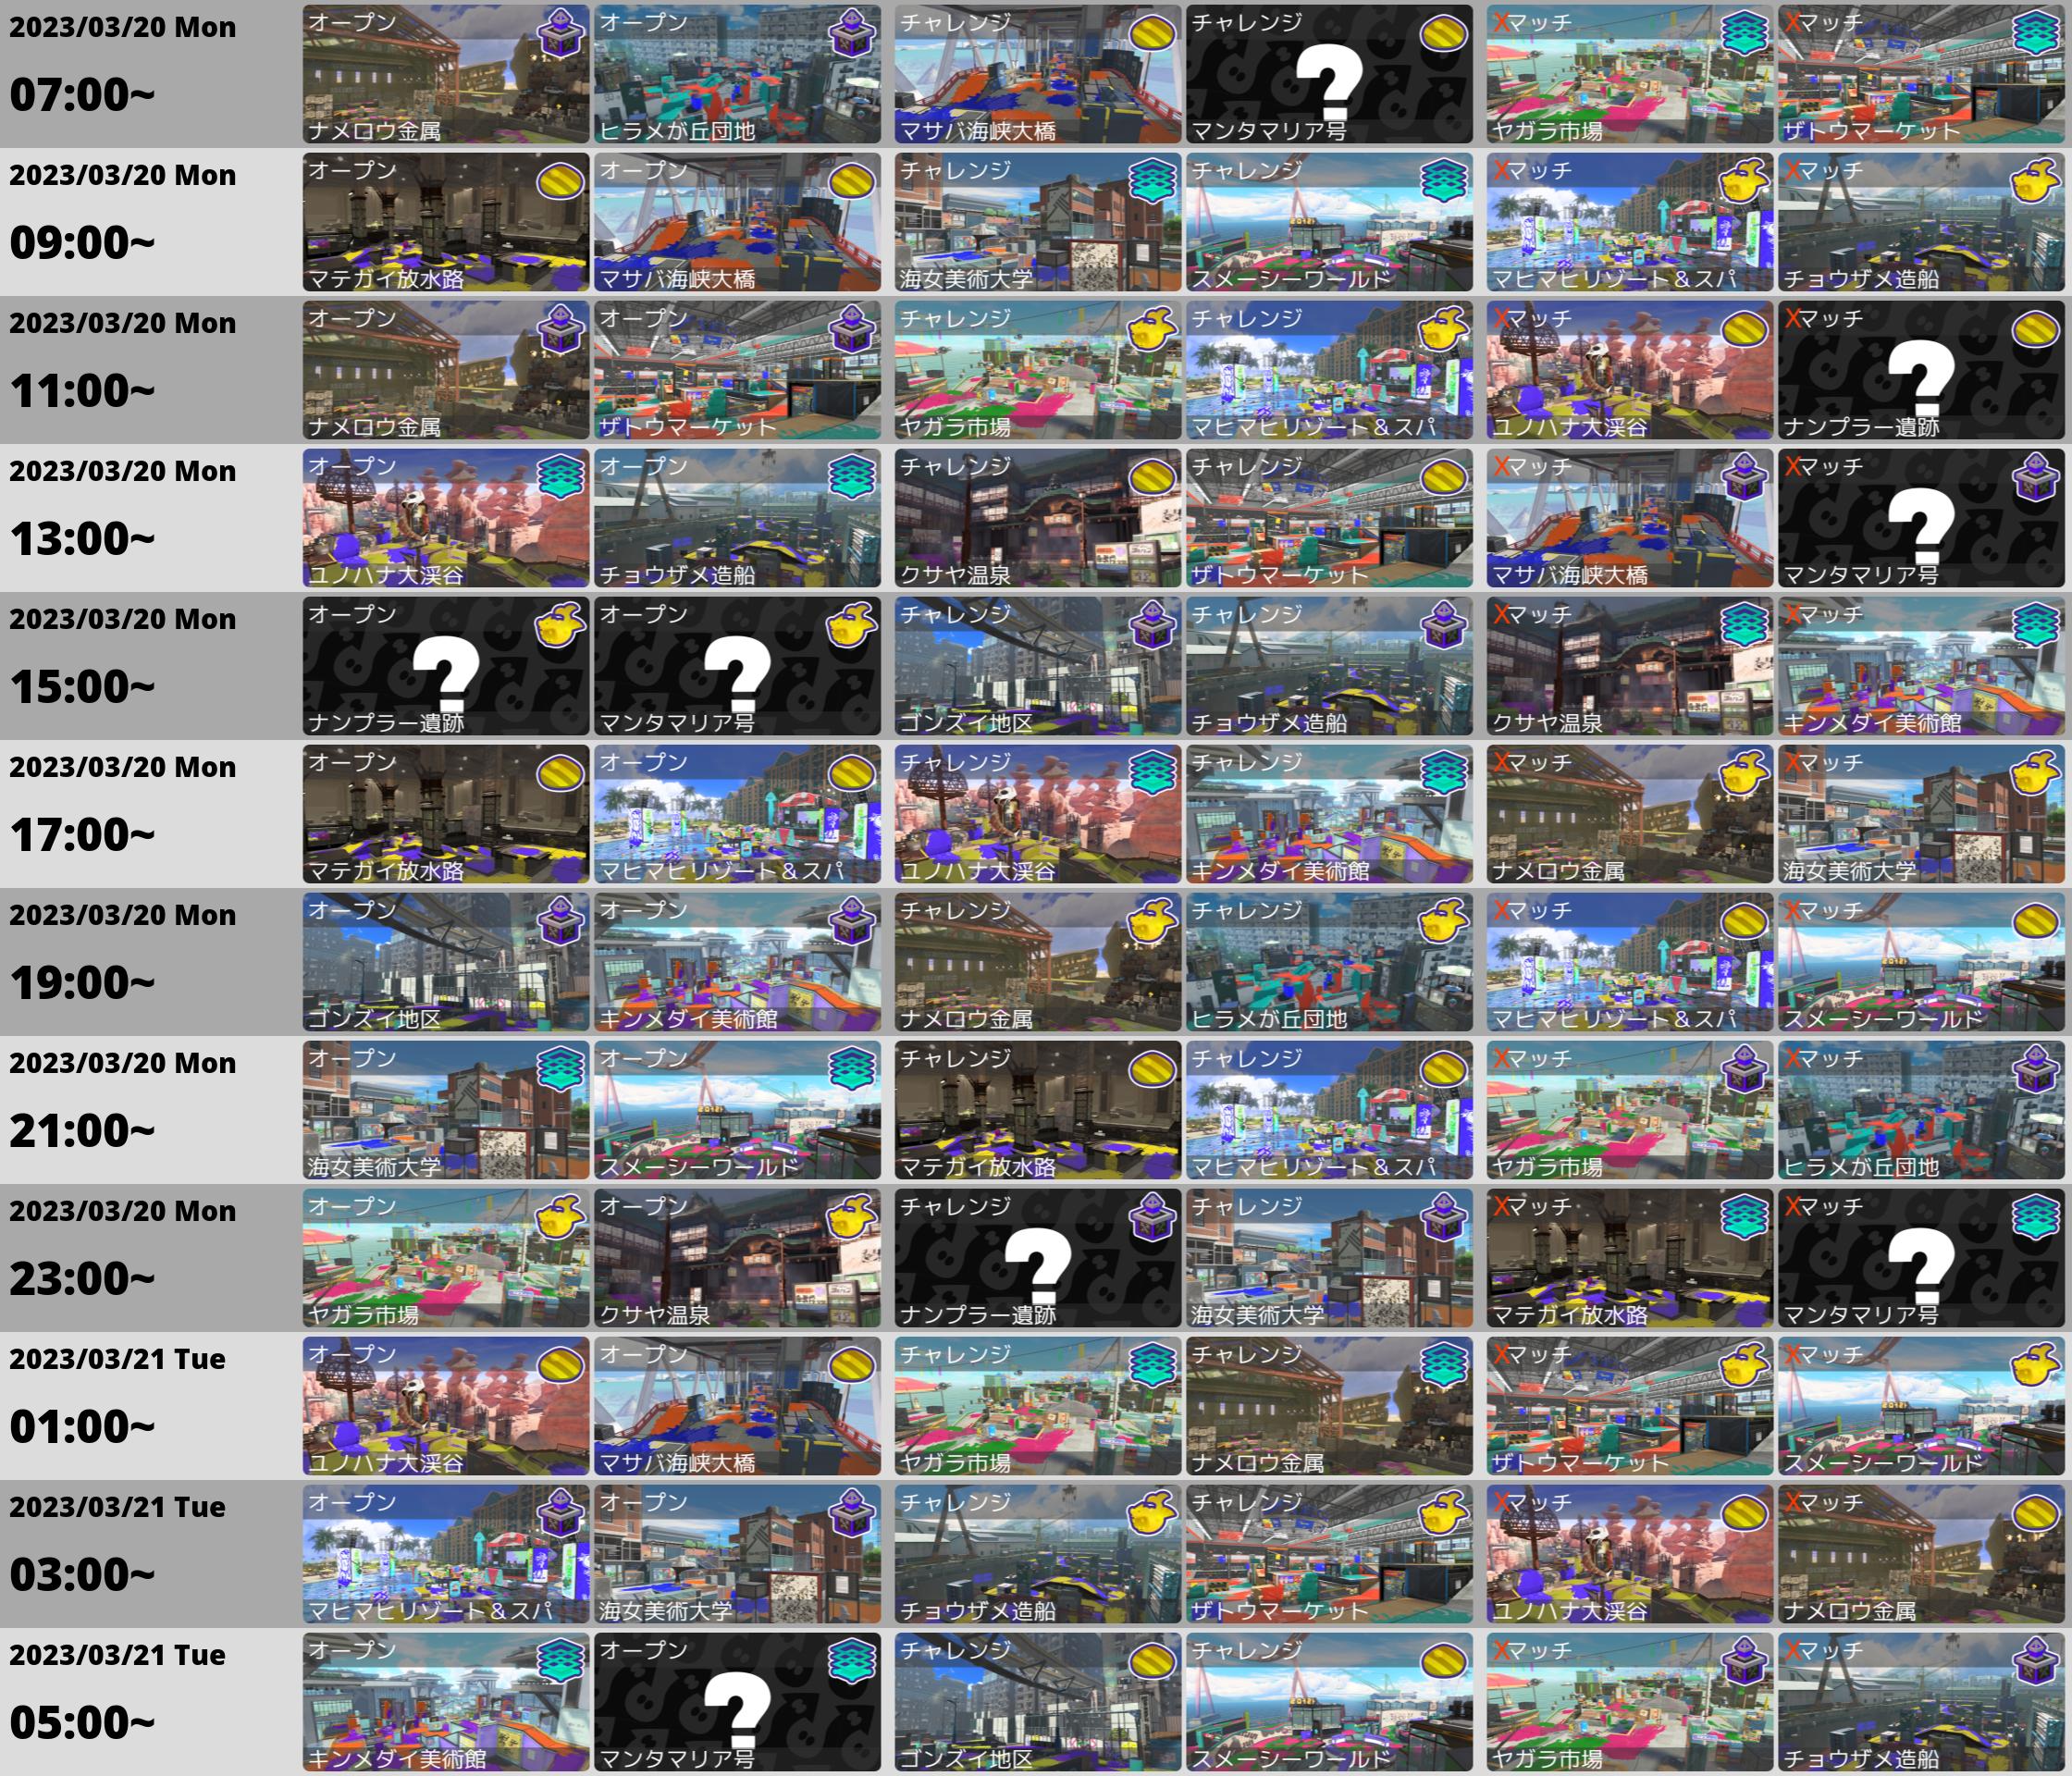 2023/03/20 Mon
07:00~
オープン
ナメロウ金属
オープン
ヒラメが丘団地
チャレンジ
マサバ海峡大橋
チャレンジ
マンタマリア号
Xマッチ
ヤガラ市場
Xマッチ
ザトウマーケット
2023/03/20 Mon
09:00~
オープン
マテガイ放水路
オープン
マサバ海峡大橋
チャレンジ
海女美術大学
チャレンジ
スメーシーワールド
Xマッチ
マヒマヒリゾート＆スパ
Xマッチ
チョウザメ造船
2023/03/20 Mon
11:00~
オープン
ナメロウ金属
オープン
ザトウマーケット
チャレンジ
ヤガラ市場
チャレンジ
マヒマヒリゾート＆スパ
Xマッチ
ユノハナ大渓谷
Xマッチ
ナンプラー遺跡
2023/03/20 Mon
13:00~
オープン
ユノハナ大渓谷
オープン
チョウザメ造船
チャレンジ
クサヤ温泉
チャレンジ
ザトウマーケット
Xマッチ
マサバ海峡大橋
Xマッチ
マンタマリア号
2023/03/20 Mon
15:00~
オープン
ナンプラー遺跡
オープン
マンタマリア号
チャレンジ
ゴンズイ地区
チャレンジ
チョウザメ造船
Xマッチ
クサヤ温泉
Xマッチ
キンメダイ美術館
2023/03/20 Mon
17:00~
オープン
マテガイ放水路
オープン
マヒマヒリゾート＆スパ
チャレンジ
ユノハナ大渓谷
チャレンジ
キンメダイ美術館
Xマッチ
ナメロウ金属
Xマッチ
海女美術大学
2023/03/20 Mon
19:00~
オープン
ゴンズイ地区
オープン
キンメダイ美術館
チャレンジ
ナメロウ金属
チャレンジ
ヒラメが丘団地
Xマッチ
マヒマヒリゾート＆スパ
Xマッチ
スメーシーワールド
2023/03/20 Mon
21:00~
オープン
海女美術大学
オープン
スメーシーワールド
チャレンジ
マテガイ放水路
チャレンジ
マヒマヒリゾート＆スパ
Xマッチ
ヤガラ市場
Xマッチ
ヒラメが丘団地
2023/03/20 Mon
23:00~
オープン
ヤガラ市場
オープン
クサヤ温泉
チャレンジ
ナンプラー遺跡
チャレンジ
海女美術大学
Xマッチ
マテガイ放水路
Xマッチ
マンタマリア号
2023/03/21 Tue
01:00~
オープン
ユノハナ大渓谷
オープン
マサバ海峡大橋
チャレンジ
ヤガラ市場
チャレンジ
ナメロウ金属
Xマッチ
ザトウマーケット
Xマッチ
スメーシーワールド
2023/03/21 Tue
03:00~
オープン
マヒマヒリゾート＆スパ
オープン
海女美術大学
チャレンジ
チョウザメ造船
チャレンジ
ザトウマーケット
Xマッチ
ユノハナ大渓谷
Xマッチ
ナメロウ金属
2023/03/21 Tue
05:00~
オープン
キンメダイ美術館
オープン
マンタマリア号
チャレンジ
ゴンズイ地区
チャレンジ
スメーシーワールド
Xマッチ
ヤガラ市場
Xマッチ
チョウザメ造船